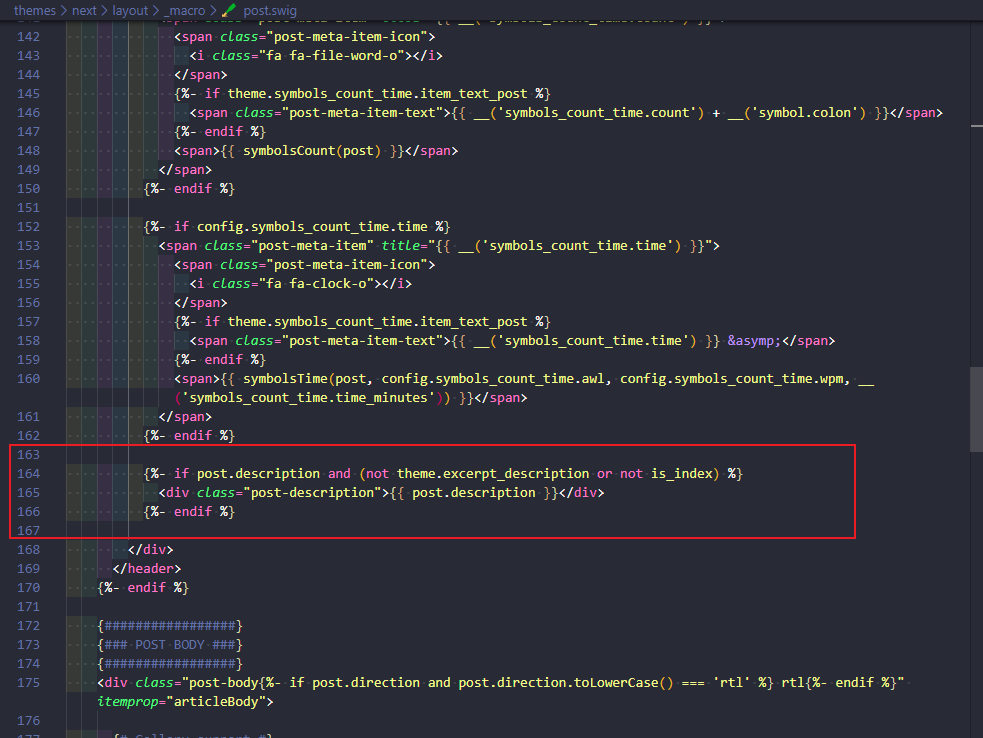 themes > next > layout > _macro > post.swig
142 <span class="post-meta-item-icon">
143 <i class="fa fa-file-word-o"></i>
144 </span>
145 {%- if theme.symbols_count_time.item_text_post %}
146 <span class="post-meta-item-text">{{ __('symbols_count_time.count') + __('symbol.colon') }}</span>
147 {%- endif %}
148 <span>{{ symbolsCount(post) }}</span>
149 </span>
150 {%- endif %}
151
152 {%- if config.symbols_count_time.time %}
153 <span class="post-meta-item" title="{{ __('symbols_count_time.time') }}">
154 <span class="post-meta-item-icon">
155 <i class="fa fa-clock-o"></i>
156 </span>
157 {%- if theme.symbols_count_time.item_text_post %}
158 <span class="post-meta-item-text">{{ __('symbols_count_time.time') }} &asymp;</span>
159 {%- endif %}
160 <span>{{ symbolsTime(post, config.symbols_count_time.awl, config.symbols_count_time.wpm, __
('symbols_count_time.time_minutes')) }}</span>
161 </span>
162 {%- endif %}
163
164 {%- if post.description and (not theme.excerpt_description or not is_index) %}
165 <div class="post-description">{{ post.description }}</div>
166 {%- endif %}
167
168 </div>
169 </header>
170 {%- endif %}
171
172 {#################}
173 {### POST BODY ###}
174 {#################}
175 <div class="post-body{%- if post.direction and post.direction.toLowerCase() === 'rtl' %} rtl{%- endif %}"
itemprop="articleBody">
176